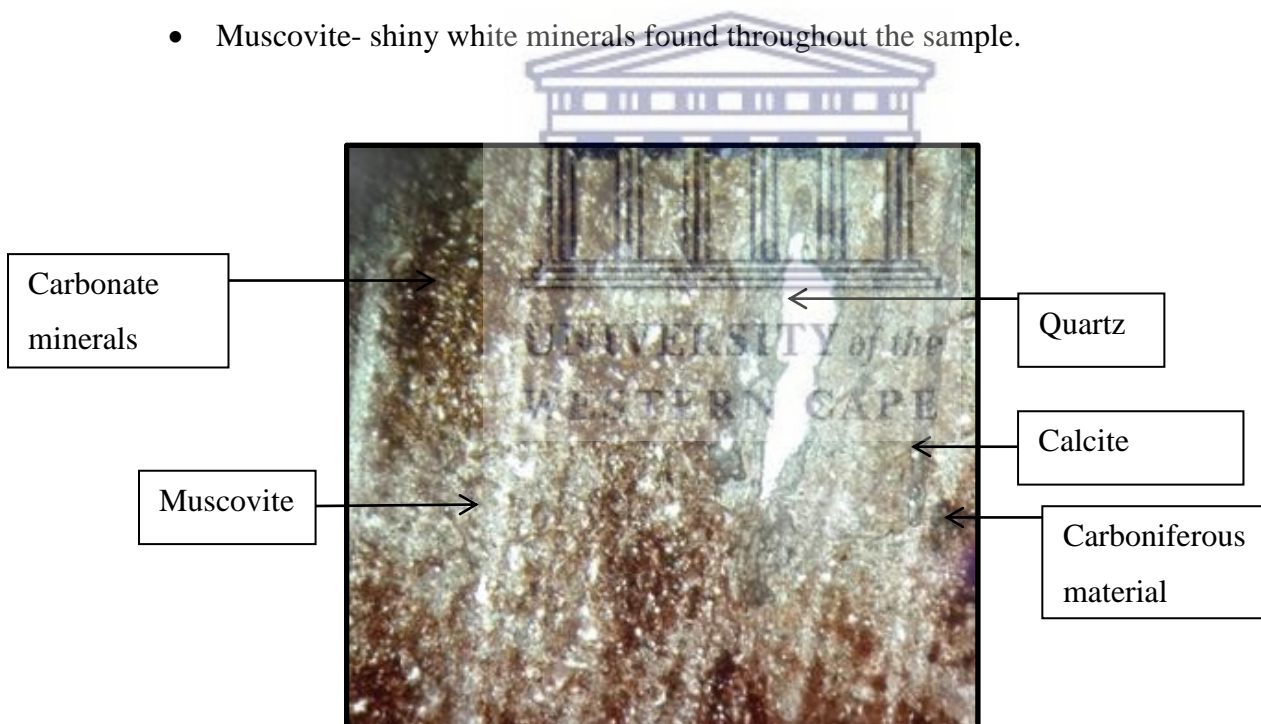 • Muscovite- shiny white minerals found throughout the sample.
Carbonate
minerals
Quartz
UNIVERSITY of the
WESTERN CAPE
Calcite
Muscovite
Carboniferous
material